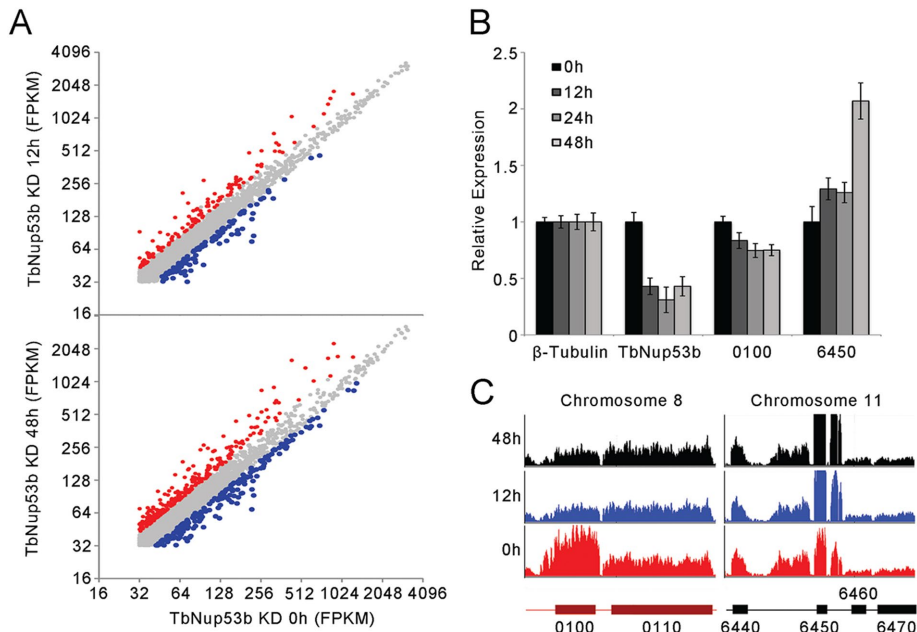 A
TbNup53b KD 12h (FPKM)
4096
2048
1024
512
256
128
64
32
16
TbNup53b KD 48h (FPKM)
2048
1024
512
256
128
64
32
16
16 32 64 128 256 512 1024 2048 4096
TbNup53b KD 0h (FPKM)
B
Relative Expression
2.5
2
1.5
1
0.5
0
0h
12h
24h
48h
β-Tubulin TbNup53b 0100 6450
C
Chromosome 8 Chromosome 11
48h
12h
0h
6460
0100 0110 6440 6450 6470